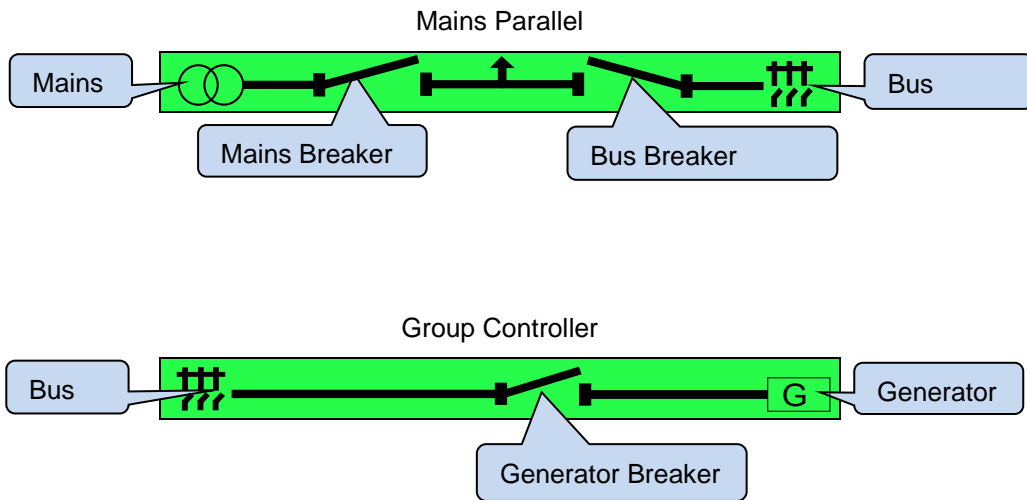 Mains Parallel
Mains
Bus
Mains Breaker
Bus Breaker
Group Controller
Bus
G
Generator
Generator Breaker